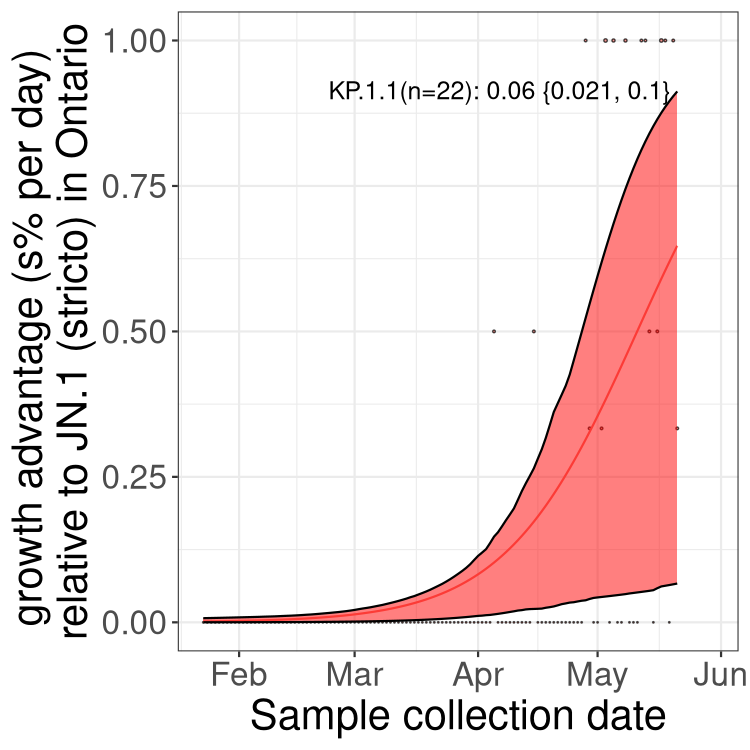 growth advantage (s% per day)
relative to JN.1 (stricto) in Ontario
1.00
0.75
0.50
0.25
0.00
KP.1.1(n=22): 0.06 {0.021, 0.1}
Feb Mar Apr May Jun
Sample collection date